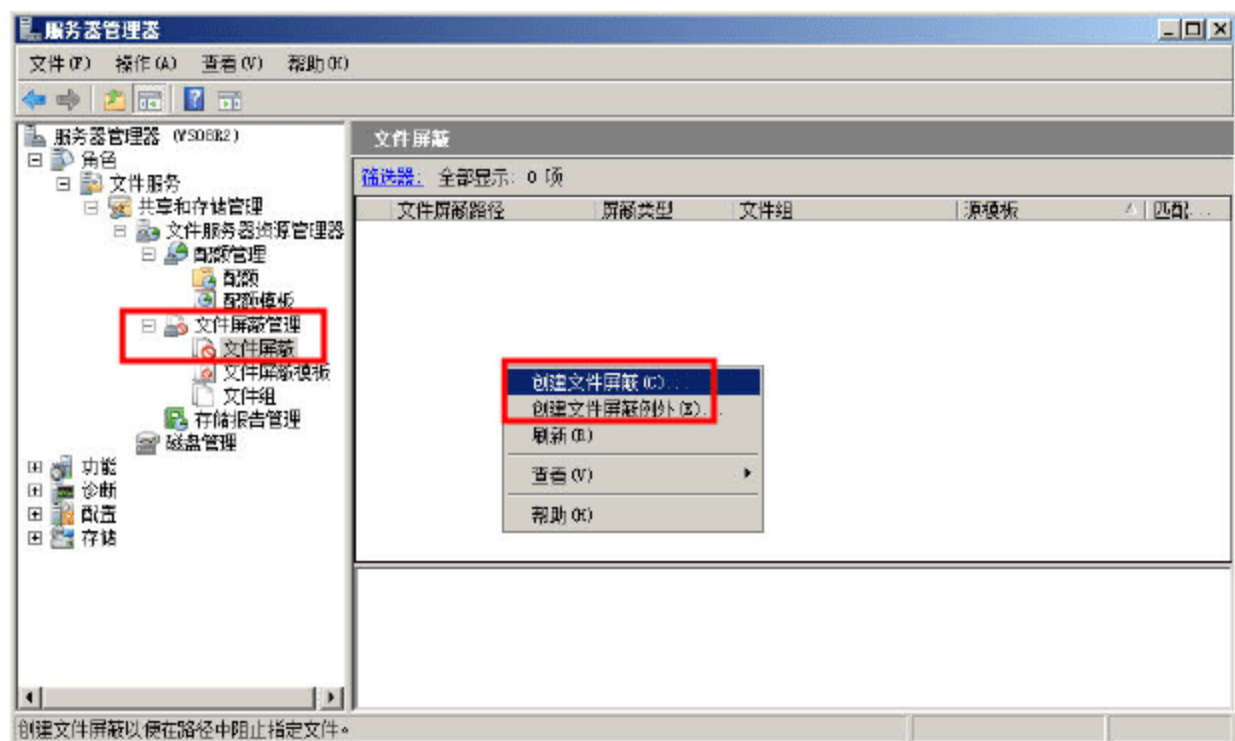 服务器管理器
文件(F) 操作(A) 查看(V) 帮助(H)
服务器管理器 (VS08R2)
角色
文件服务
共享和存储管理
文件服务器资源管理器
配额管理
配额
配额模板
文件屏蔽管理
文件屏蔽
文件屏蔽模板
文件组
存储报告管理
磁盘管理
功能
诊断
配置
存储
文件屏蔽
筛选器: 全部显示: 0 项
文件屏蔽路径 屏蔽类型 文件组 源模板 匹配...
创建文件屏蔽(C)...
创建文件屏蔽例外(E)...
刷新(R)
查看(V)
帮助(H)
创建文件屏蔽以便在路径中阻止指定文件。